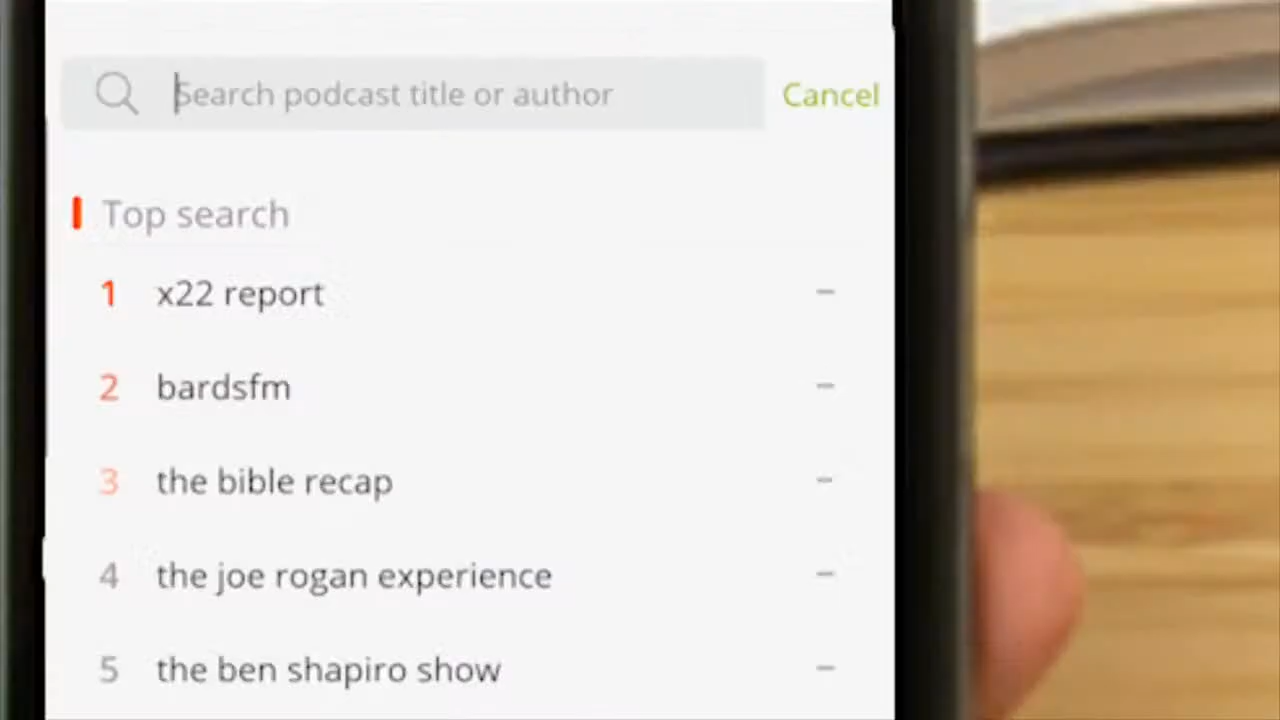 Search podcast title or author Cancel
Top search
1 x22 report –
2 bardsfm –
3 the bible recap –
4 the joe rogan experience –
5 the ben shapiro show –